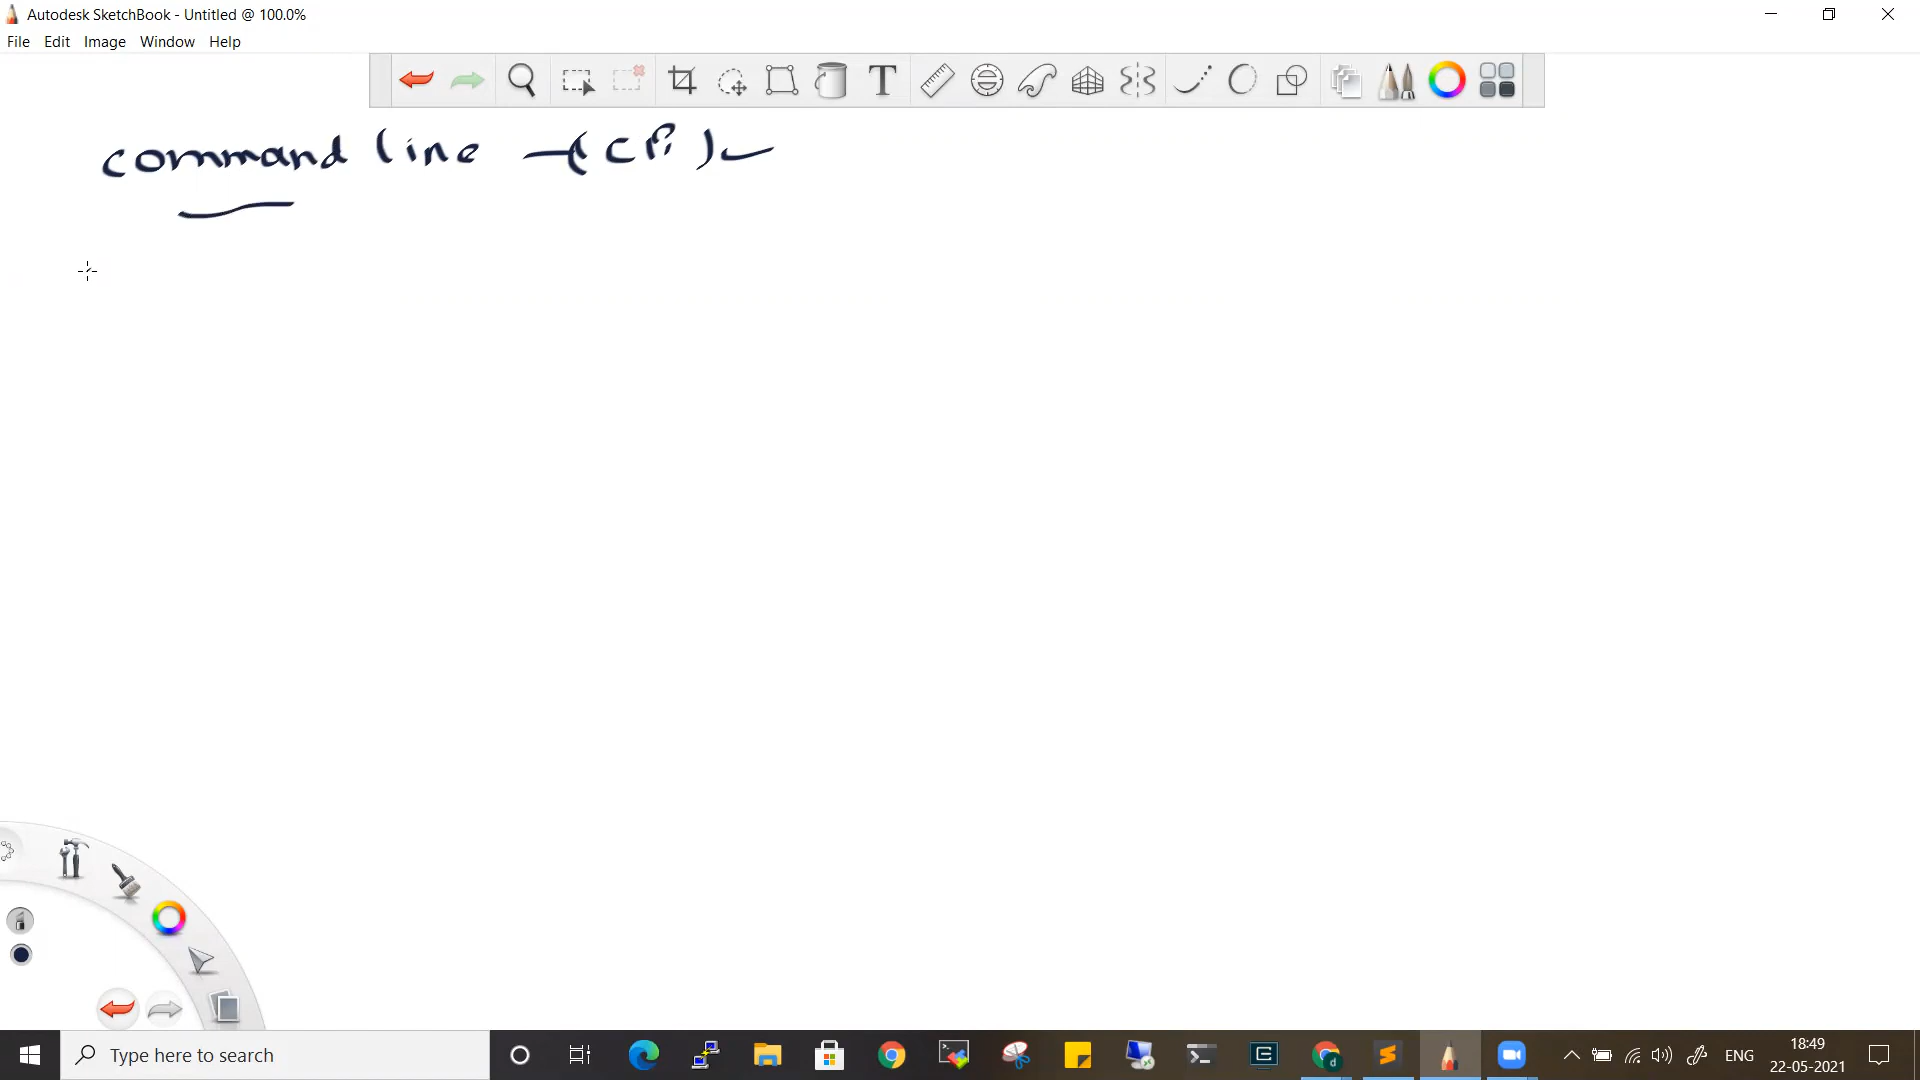 Autodesk SketchBook - Untitled @ 100.0%
File Edit Image Window Help
command line -( )
Type here to search
ENG
18:49
22-05-2021